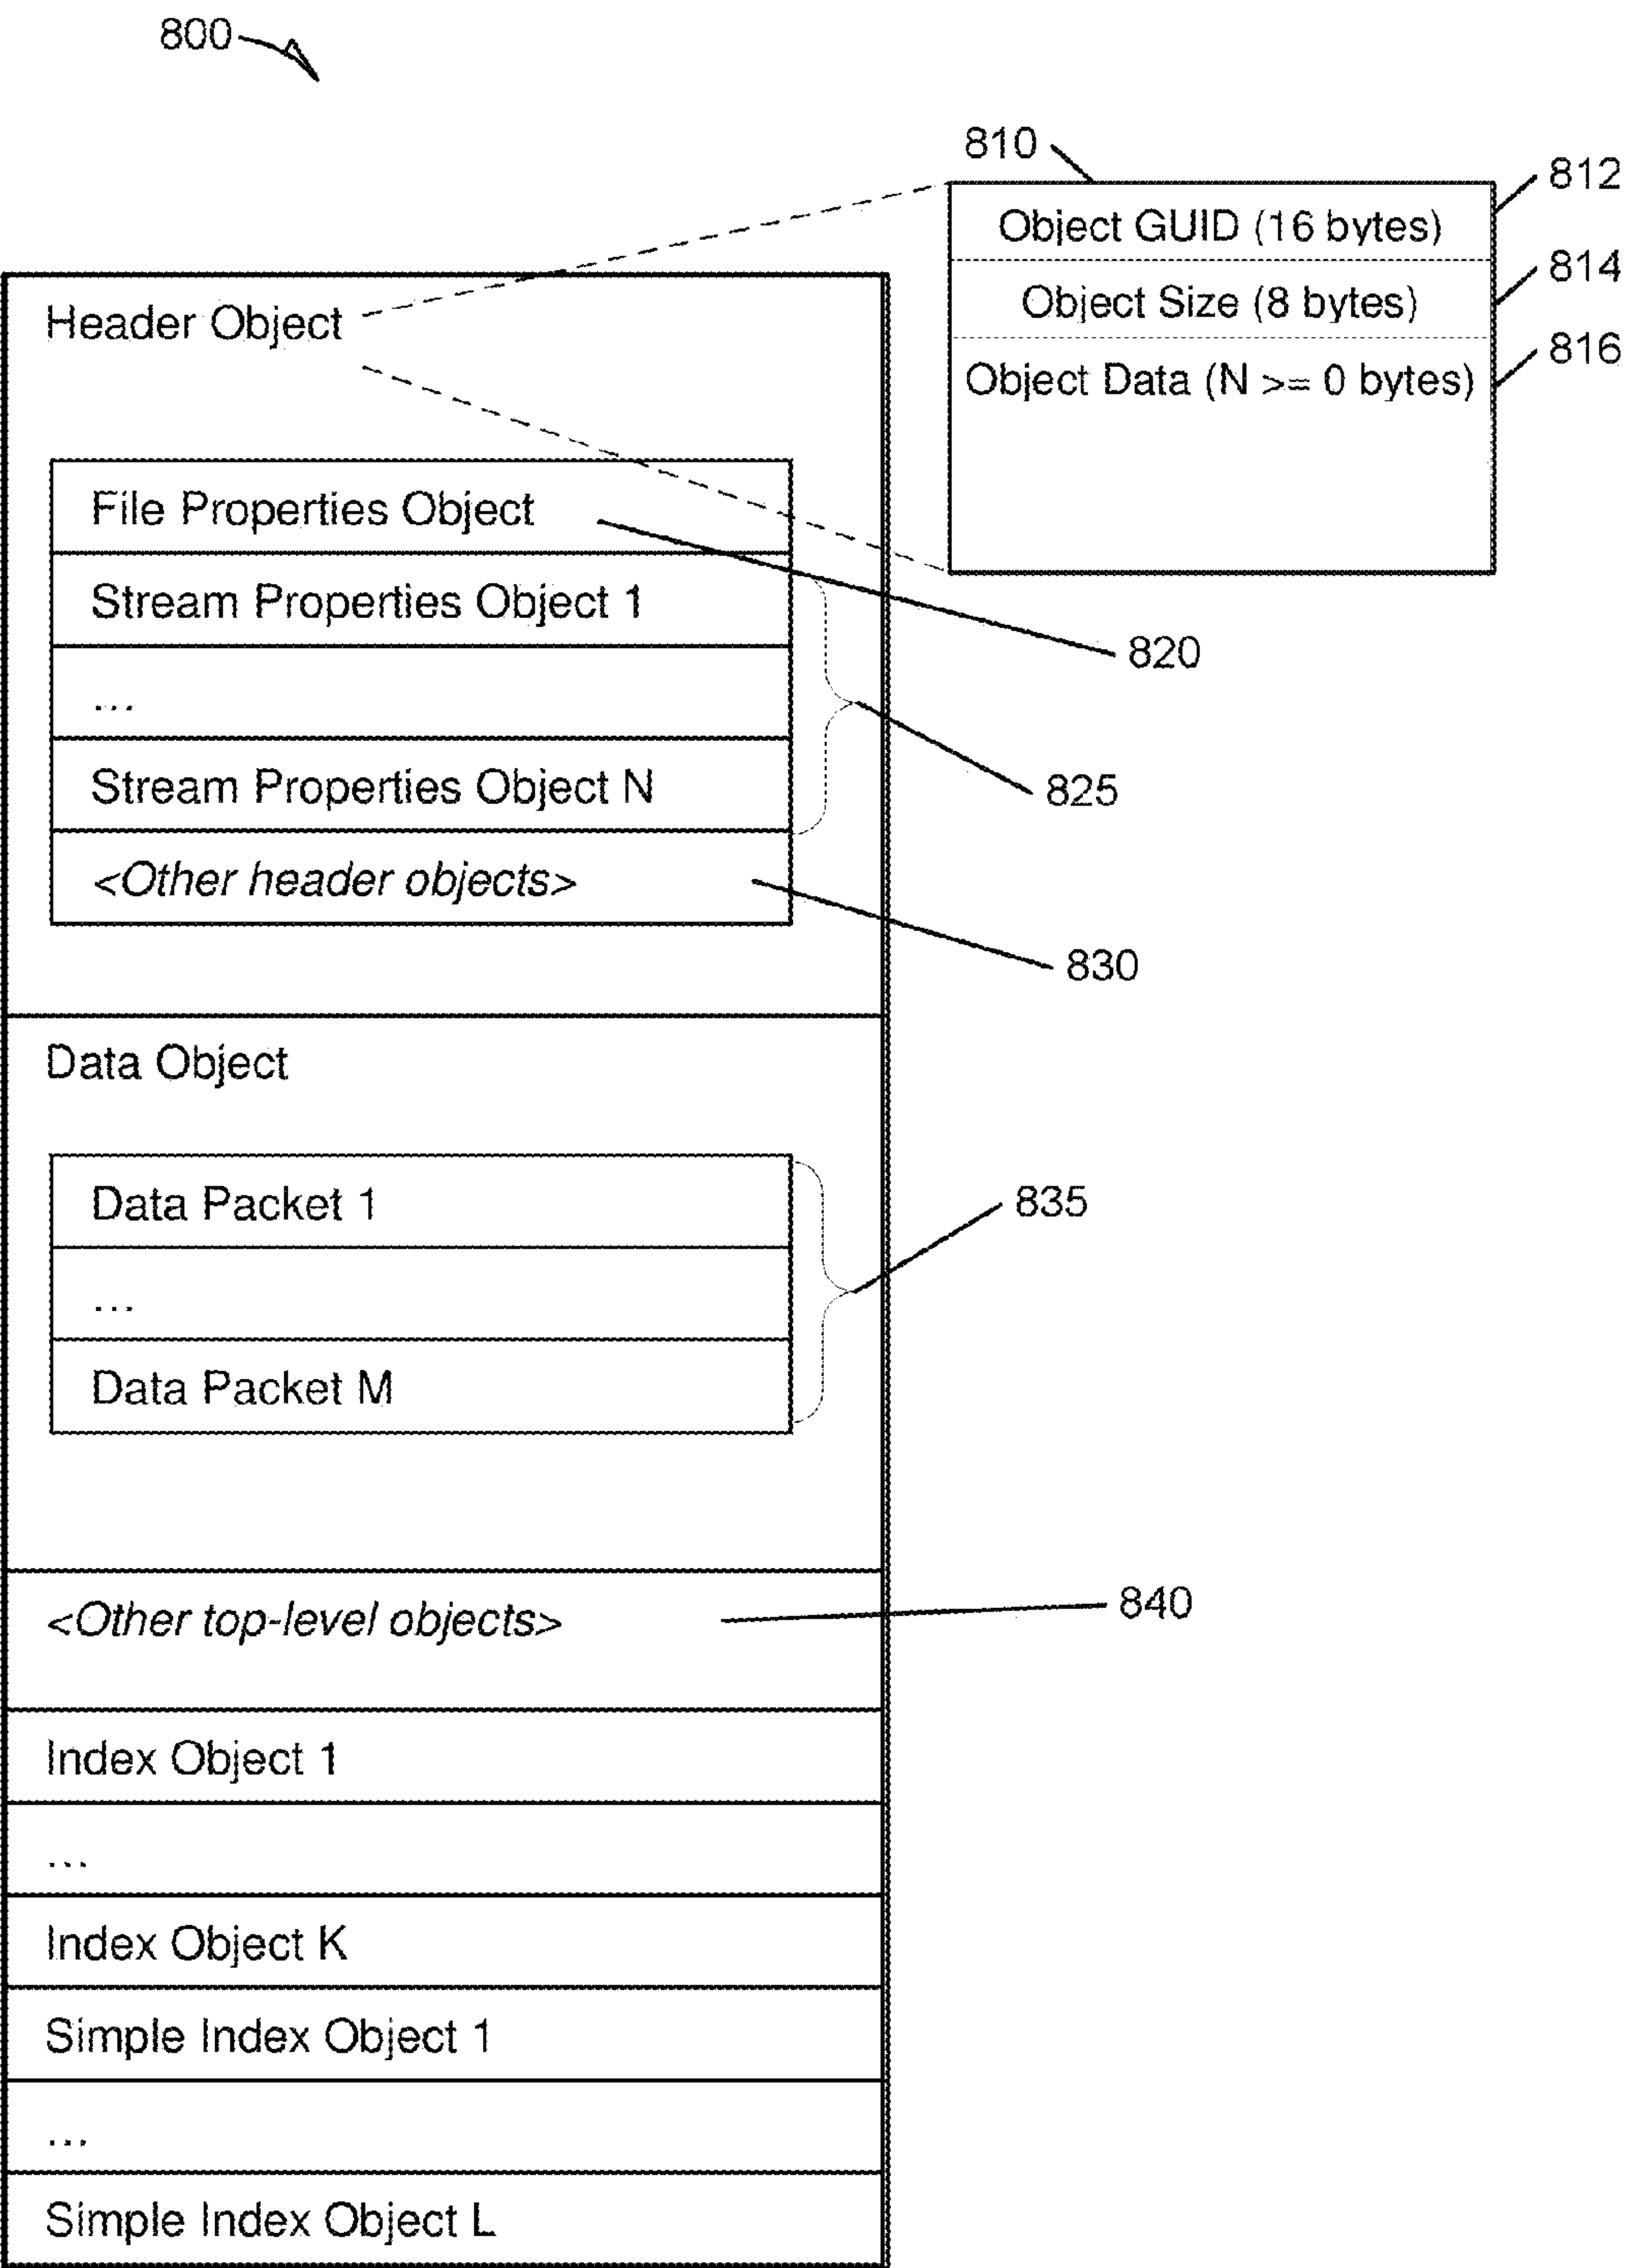 800
810
812
Object GUID (16 bytes)
814
Object Size (8 bytes)
816
Object Data (N >= 0 bytes)
Header Object
File Properties Object
820
Stream Properties Object 1
...
825
Stream Properties Object N
<Other header objects>
830
Data Object
Data Packet 1
835
...
Data Packet M
<Other top-level objects>
840
Index Object 1
...
Index Object K
Simple Index Object 1
...
Simple Index Object L